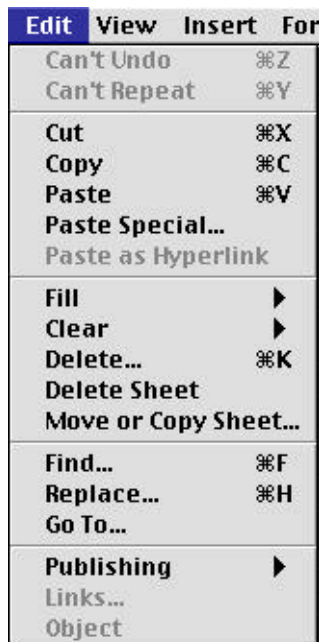 Edit View Insert For
Can't Undo ⌘Z
Can't Repeat ⌘Y
Cut ⌘X
Copy ⌘C
Paste ⌘V
Paste Special...
Paste as Hyperlink
Fill ▶
Clear ▶
Delete... ⌘K
Delete Sheet
Move or Copy Sheet...
Find... ⌘F
Replace... ⌘H
Go To...
Publishing ▶
Links...
Object